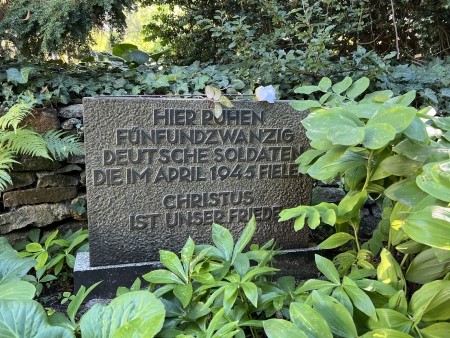 HIER RUHEN
FÜNFUNDZWANZIG
DEUTSCHE SOLDATEN
DIE IM APRIL 1945 FIELEN
CHRISTUS
IST UNSER FRIEDE